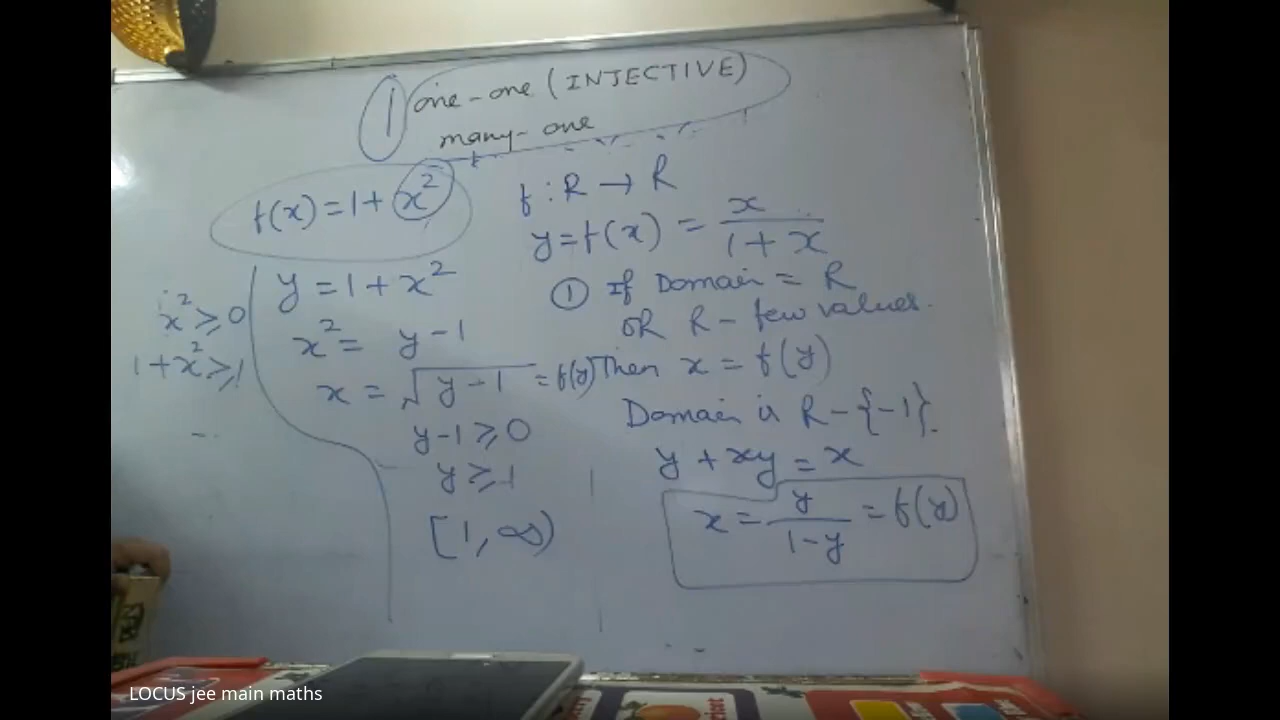 1 one-one (INJECTIVE)
many-one
f(x) = 1 + x²
y = 1 + x²
x² = y - 1
x = √y - 1 = f(y)
y - 1 ≥ 0
y ≥ 1
[1, ∞)
x² ≥ 0
1 + x² ≥ 1
f : R → R
y = f(x) = x / 1 + x
① If Domain = R
OR R - few values.
Then x = f(y)
Domain is R - {-1}.
y + xy = x
x = y / 1 - y = f(y)
LOCUS jee main maths